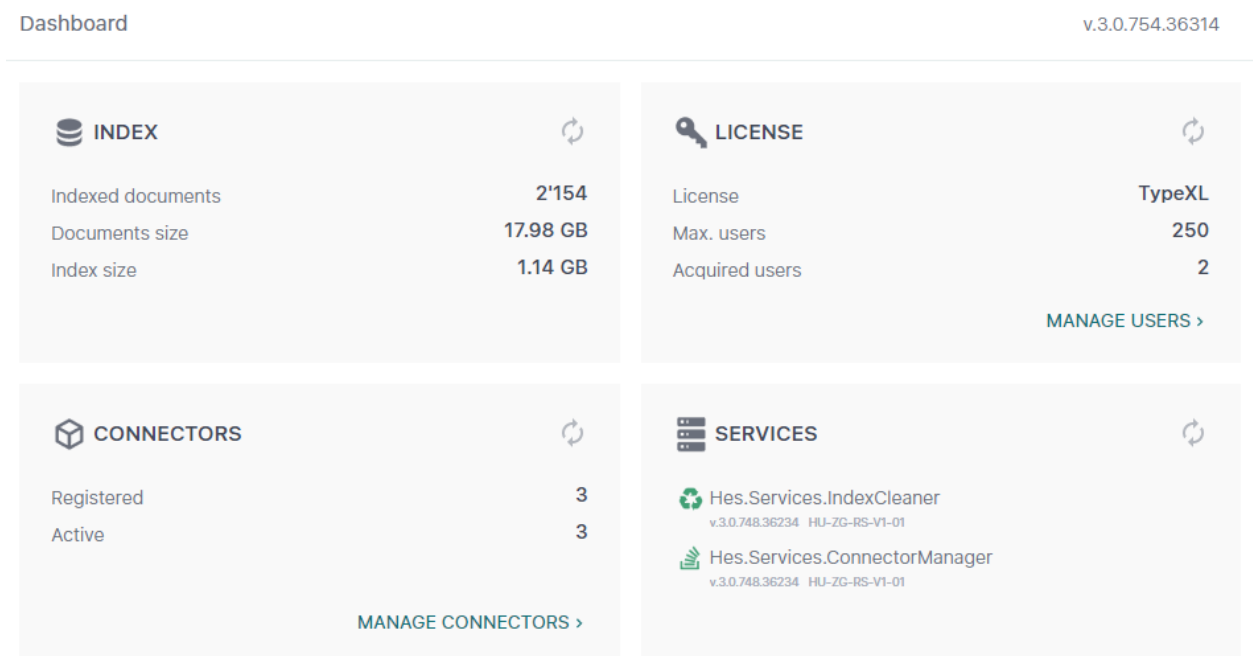 Dashboard
v.3.0.754.36314
INDEX
Indexed documents 2'154
Documents size 17.98 GB
Index size 1.14 GB
LICENSE
License TypeXL
Max. users 250
Acquired users 2
MANAGE USERS ›
CONNECTORS
Registered 3
Active 3
MANAGE CONNECTORS ›
SERVICES
Hes.Services.IndexCleaner
v.3.0.748.36234 HU-ZG-RS-V1-01
Hes.Services.ConnectorManager
v.3.0.748.36234 HU-ZG-RS-V1-01